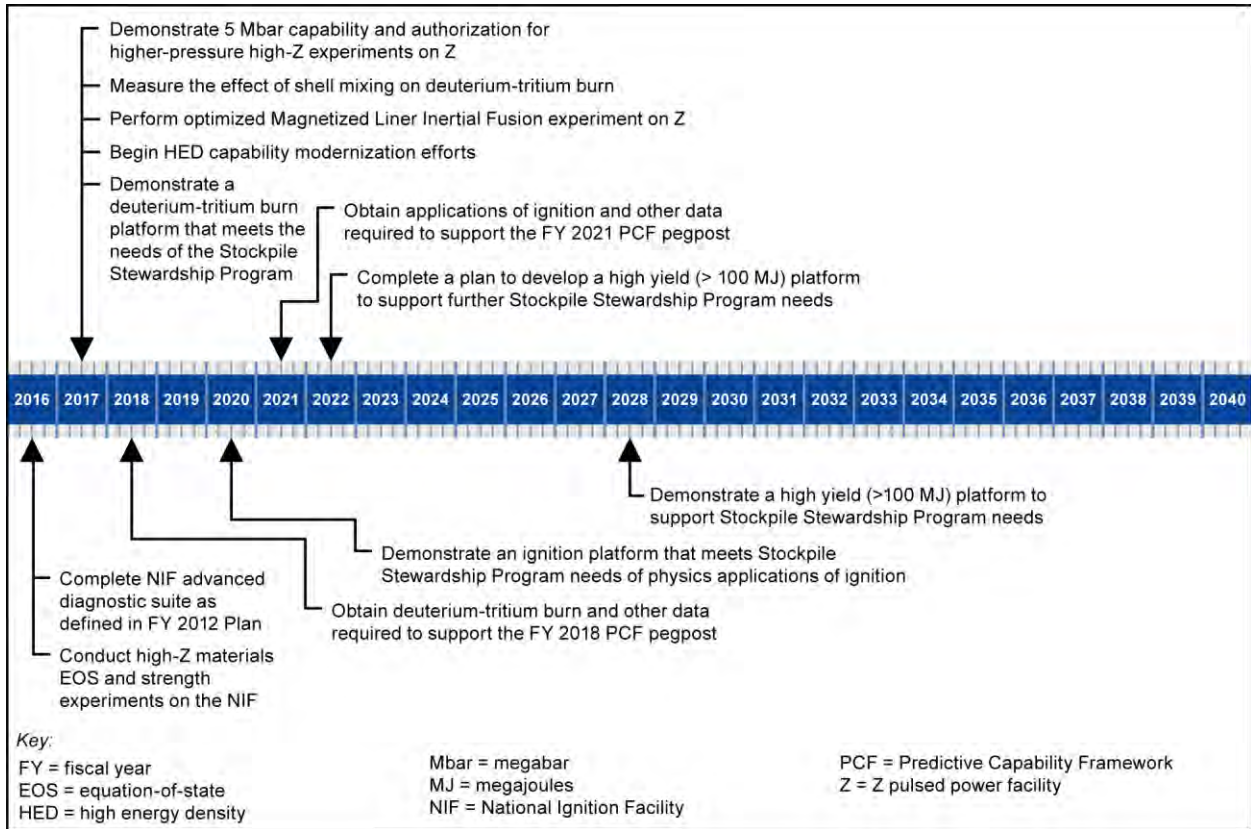 Demonstrate 5 Mbar capability and authorization for
higher-pressure high-Z experiments on Z
Measure the effect of shell mixing on deuterium-tritium burn
Perform optimized Magnetized Liner Inertial Fusion experiment on Z
Begin HED capability modernization efforts
Demonstrate a
deuterium-tritium burn
platform that meets the
needs of the Stockpile
Stewardship Program
Obtain applications of ignition and other data
required to support the FY 2021 PCF pegpost
Complete a plan to develop a high yield (> 100 MJ) platform
to support further Stockpile Stewardship Program needs
2016 2017 2018 2019 2020 2021 2022 2023 2024 2025 2026 2027 2028 2029 2030 2031 2032 2033 2034 2035 2036 2037 2038 2039 2040
Demonstrate a high yield (>100 MJ) platform to
support Stockpile Stewardship Program needs
Demonstrate an ignition platform that meets Stockpile
Stewardship Program needs of physics applications of ignition
Complete NIF advanced
diagnostic suite as
defined in FY 2012 Plan
Obtain deuterium-tritium burn and other data
required to support the FY 2018 PCF pegpost
Conduct high-Z materials
EOS and strength
experiments on the NIF
Key:
FY = fiscal year
EOS = equation-of-state
HED = high energy density
Mbar = megabar
MJ = megajoules
NIF = National Ignition Facility
PCF = Predictive Capability Framework
Z = Z pulsed power facility